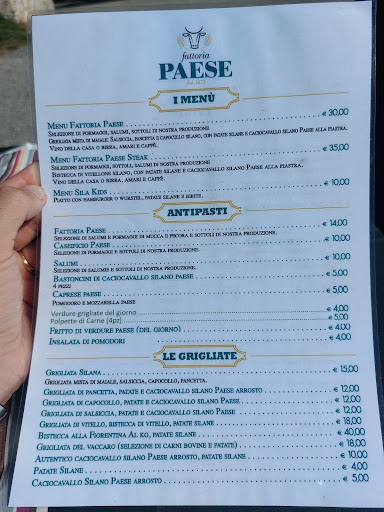 fattoria
PAESE
I MENÙ
Menu Fattoria Paese € 30,00
Selezione di formaggi, salumi, sottoli di nostra produzione
Grigliata mista di maiale: Salsiccia, pancetta e capocollo silano, con patate silane e caciocavallo silano Paese alla piastra.
Vino della casa o birra, amari e caffè.
Menu Fattoria Paese Steak € 35,00
Selezione di formaggi, salumi, sottoli di nostra produzione
Bistecca di vitellone silano, con patate silane e caciocavallo silano Paese alla piastra.
Vino della casa o birra, amari e caffè.
Menu Sila Kids € 10,00
Piatto con hamburger o wurstel, patate silane e bibite.
ANTIPASTI
Fattoria Paese € 14,00
Selezione di salumi e formaggi di mucca e pecora e sottoli di nostra produzione.
Caseificio Paese € 10,00
Selezione di formaggi e sottoli di nostra produzione.
Salumi € 10,00
Selezione di salumi e sottoli di nostra produzione.
Bastoncini di caciocavallo silano paese € 5,00
4 pezzi
Caprese paese € 5,00
Pomodoro e mozzarella paese
Verdure grigliate del giorno € 4,00
Polpette di Carne (4pz) € 5,00
Fritto di verdure paese (del giorno) € 4,00
Insalata di pomodori € 4,00
LE GRIGLIATE
Grigliata Silana € 15,00
Grigliata mista di maiale, salsiccia, capocollo, pancetta.
Grigliata di pancetta, patate e caciocavallo silano Paese arrosto € 12,00
Grigliata di capocollo, patate e caciocavallo silano Paese € 12,00
Grigliata di salsiccia, patate e caciocavallo silano Paese € 12,00
Grigliata di vitello, bistecca di vitello, patate silane € 18,00
Bistecca alla Fiorentina Al kg, patate silane € 40,00
Grigliata del vaccaro (selezione di carni bovine e patate) € 18,00
Autentico caciocavallo silano Paese arrosto, patate silane € 10,00
Patate Silane € 4,00
Caciocavallo Silano Paese arrosto € 5,00